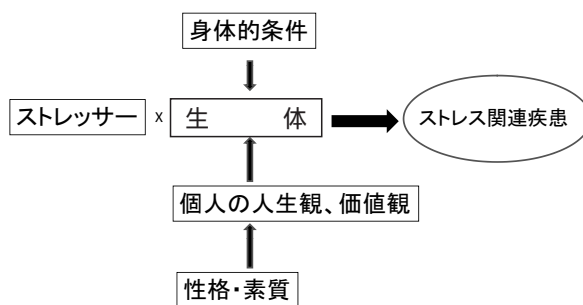 身体的条件
ストレッサー x 生 体
ストレス関連疾患
個人の人生観、価値観
性格・素質